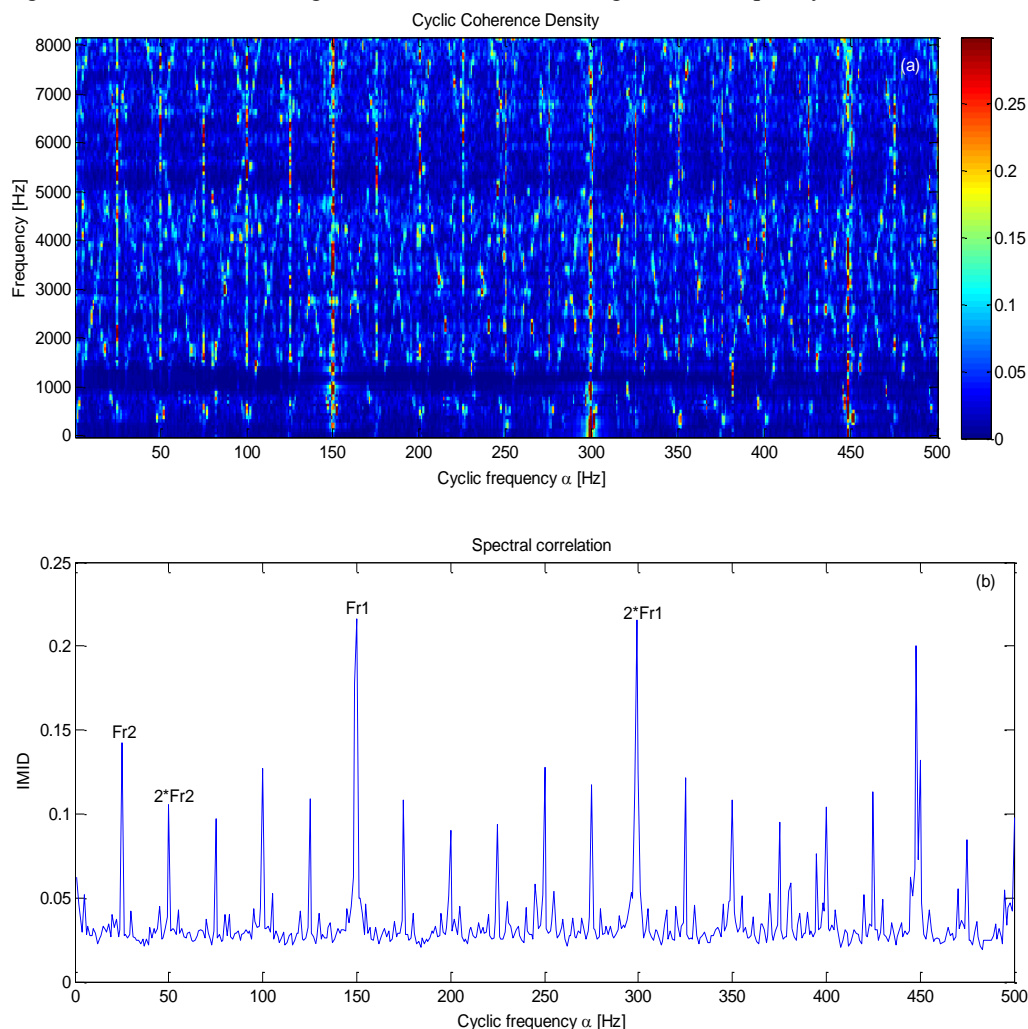 Cyclic Coherence Density
(a)
8000
7000
6000
5000
4000
3000
2000
1000
0
Frequency [Hz]
50 100 150 200 250 300 350 400 450 500
Cyclic frequency α [Hz]
0.25
0.2
0.15
0.1
0.05
0
Spectral correlation
(b)
0.25
0.2
0.15
0.1
0.05
0
IMID
Fr2
2*Fr2
Fr1
2*Fr1
0 50 100 150 200 250 300 350 400 450 500
Cyclic frequency α [Hz]